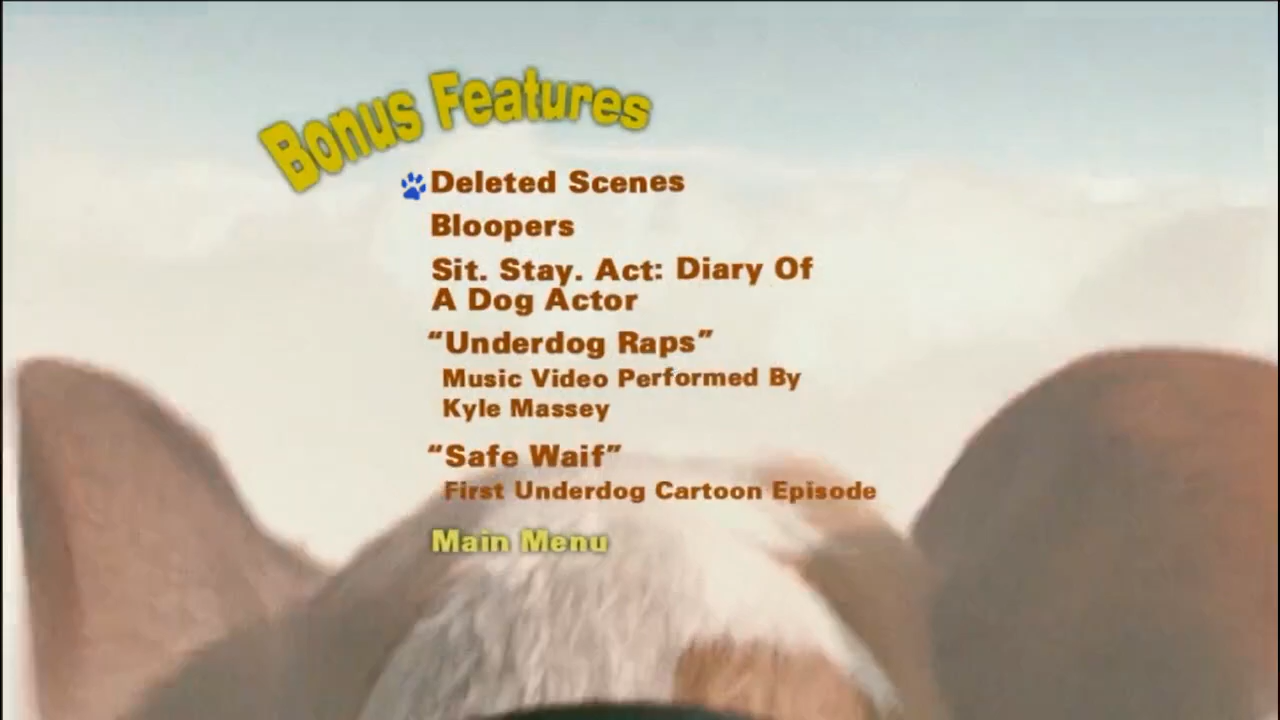 Bonus Features
Deleted Scenes
Bloopers
Sit. Stay. Act: Diary Of
A Dog Actor
“Underdog Raps”
Music Video Performed By
Kyle Massey
“Safe Waif”
First Underdog Cartoon Episode
Main Menu